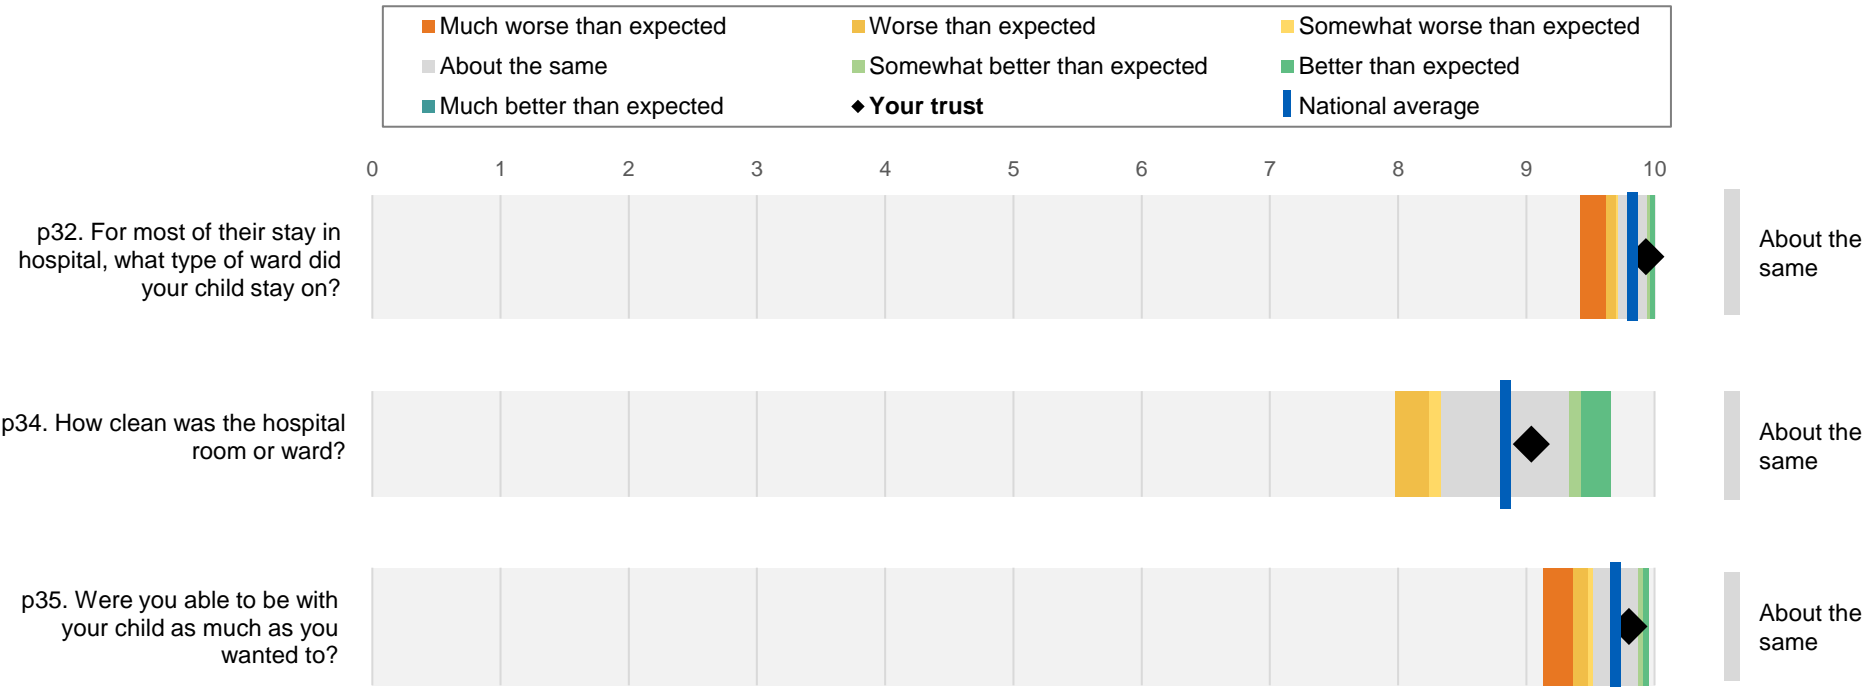 Much worse than expected
Worse than expected
Somewhat worse than expected
About the same
Somewhat better than expected
Better than expected
Much better than expected
Your trust
National average
0 1 2 3 4 5 6 7 8 9 10
p32. For most of their stay in
hospital, what type of ward did
your child stay on?
About the
same
p34. How clean was the hospital
room or ward?
About the
same
p35. Were you able to be with
your child as much as you
wanted to?
About the
same